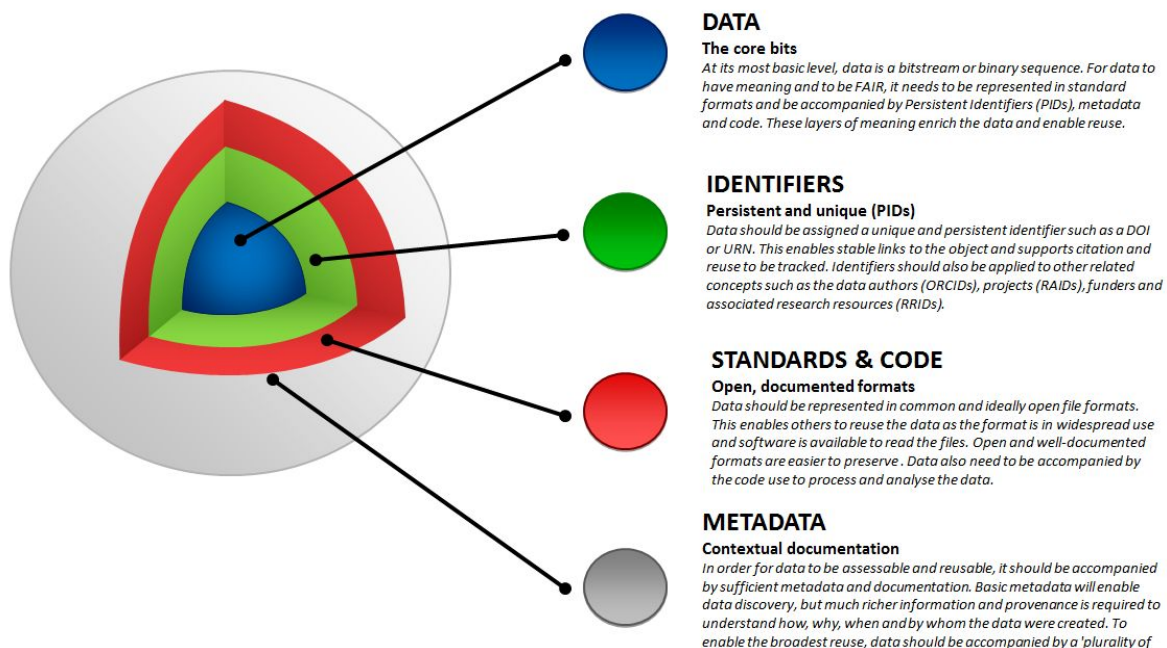 DATA
The core bits
At its most basic level, data is a bitstream or binary sequence. For data to
have meaning and to be FAIR, it needs to be represented in standard
formats and be accompanied by Persistent Identifiers (PIDs), metadata
and code. These layers of meaning enrich the data and enable reuse.
IDENTIFIERS
Persistent and unique (PIDs)
Data should be assigned a unique and persistent identifier such as a DOI
or URN. This enables stable links to the object and supports citation and
reuse to be tracked. Identifiers should also be applied to other related
concepts such as the data authors (ORCIDs), projects (RAIDs), funders and
associated research resources (RRIDs).
STANDARDS & CODE
Open, documented formats
Data should be represented in common and ideally open file formats.
This enables others to reuse the data as the format is in widespread use
and software is available to read the files. Open and well-documented
formats are easier to preserve . Data also need to be accompanied by
the code use to process and analyse the data.
METADATA
Contextual documentation
In order for data to be assessable and reusable, it should be accompanied
by sufficient metadata and documentation. Basic metadata will enable
data discovery, but much richer information and provenance is required to
understand how, why, when and by whom the data were created. To
enable the broadest reuse, data should be accompanied by a 'plurality of